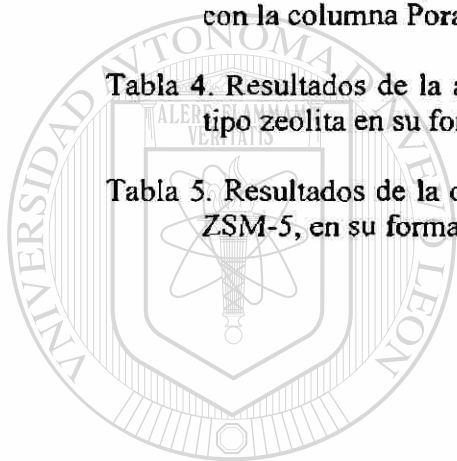 con la columna Pora
Tabla 4. Resultados de la a
tipo zeolita en su for
Tabla 5. Resultados de la c
ZSM-5, en su forma
UNIVERSIDAD AUTONOMA DE NUEVO LEON
ALERE FLAMMAM
VERITATIS